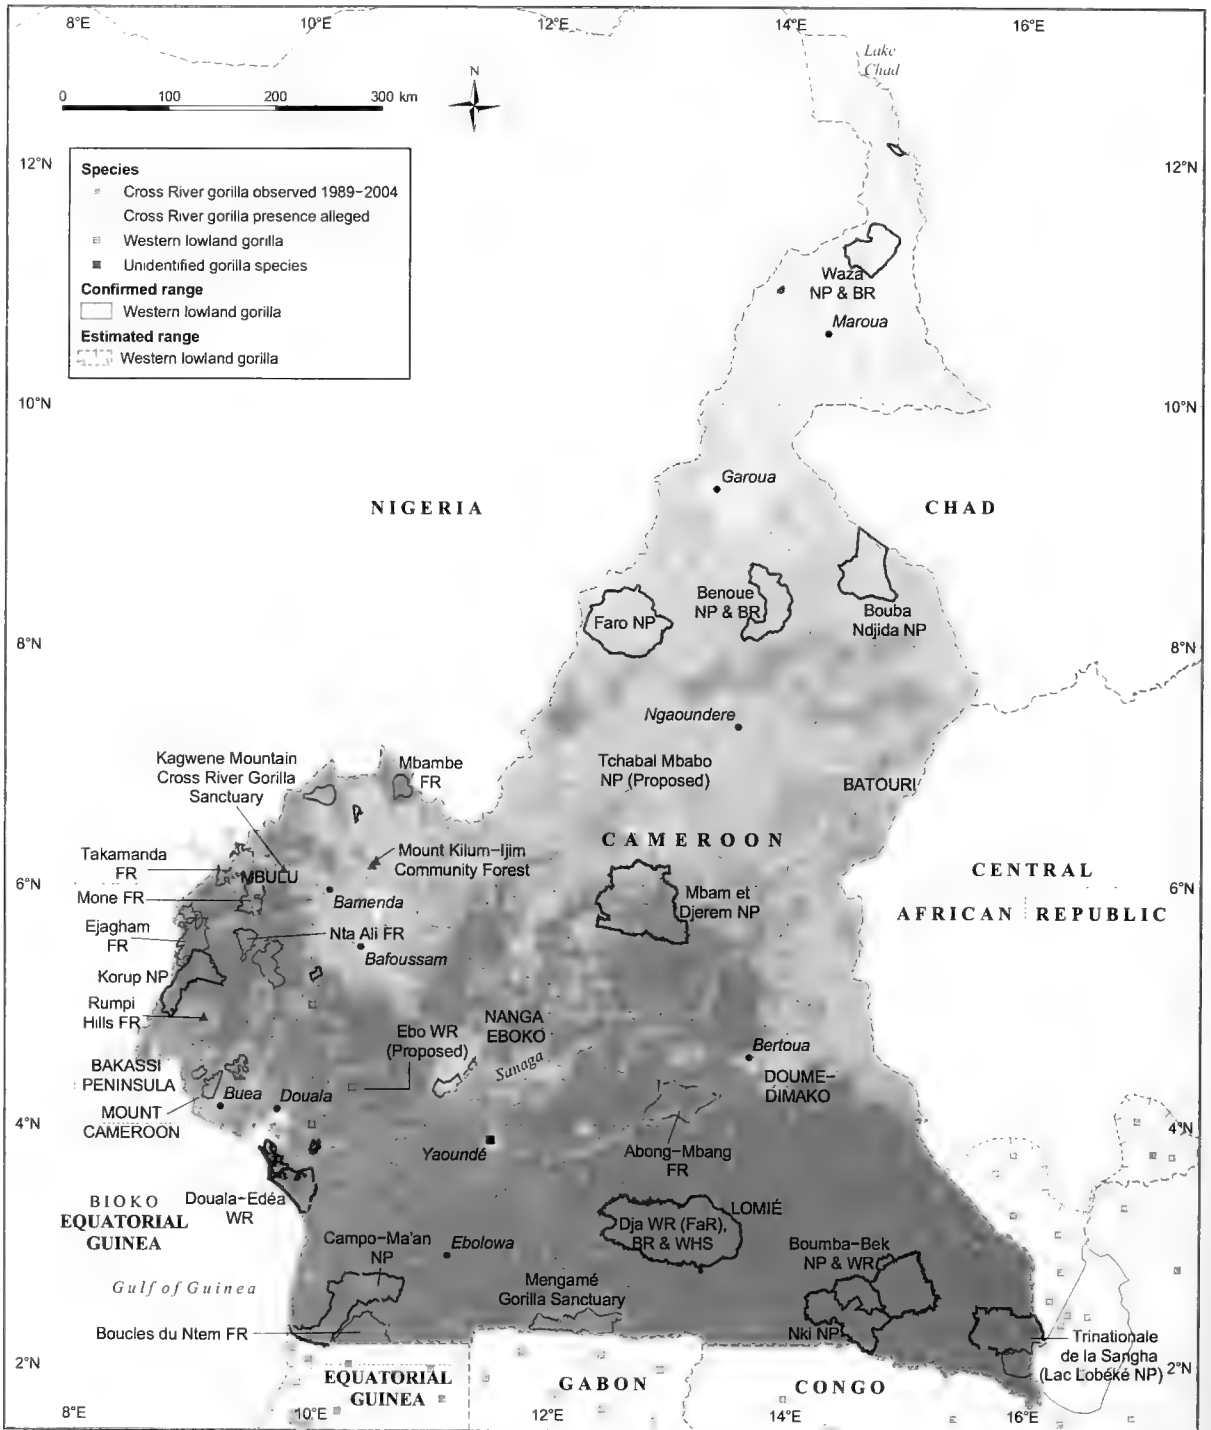 8°E
10°E
12°E
14°E
16°E
Lake
Chad
N
0
100
200
300 km
12°N
12°N
Species
Cross River gorilla observed 1989–2004
Cross River gorilla presence alleged
Western lowland gorilla
Unidentified gorilla species
Confirmed range
Western lowland gorilla
Estimated range
Western lowland gorilla
Waza
NP & BR
Maroua
10°N
10°N
Garoua
NIGERIA
CHAD
Benoue
NP & BR
Faro NP
Bouba
Ndjida NP
8°N
8°N
Ngaoundere
Kagwene Mountain
Cross River Gorilla
Sanctuary
Mbambe
FR
Tchabal Mbabo
NP (Proposed)
BATOURI
CAMEROON
Takamanda
FR
Mount Kilum–Ijim
Community Forest
MBULU
CENTRAL
AFRICAN REPUBLIC
6°N
6°N
Mone FR
Bamenda
Mbam et
Djerem NP
Ejagham
FR
Nta Ali FR
Bafoussam
Korup NP
Rumpi
Hills FR
NANGA
EBOKO
Ebo WR
(Proposed)
Sanaga
Bertoua
BAKASSI
PENINSULA
DOUME–
DIMAKO
Buea
Douala
MOUNT
CAMEROON
4°N
4°N
Yaoundé
Abong–Mbang
FR
BIOKO
EQUATORIAL
GUINEA
Douala–Edéa
WR
LOMIÉ
Dja WR (FaR),
BR & WHS
Campo–Ma'an
NP
Ebolowa
Boumba–Bek
NP & WR
Gulf of Guinea
Mengamé
Gorilla Sanctuary
Boucles du Ntem FR
Nki NP
Trinationale
de la Sangha
(Lac Lobéké NP)
2°N
2°N
EQUATORIAL
GUINEA
GABON
CONGO
8°E
10°E
12°E
14°E
16°E